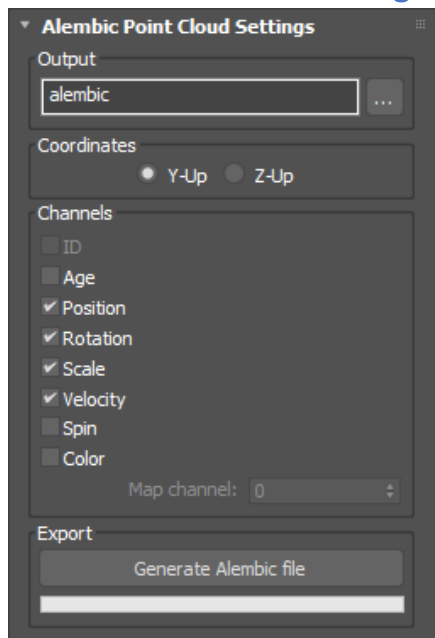 Alembic Point Cloud Settings
Output
alembic
...
Coordinates
Y-Up Z-Up
Channels
ID
Age
Position
Rotation
Scale
Velocity
Spin
Color
Map channel: 0
Export
Generate Alembic file